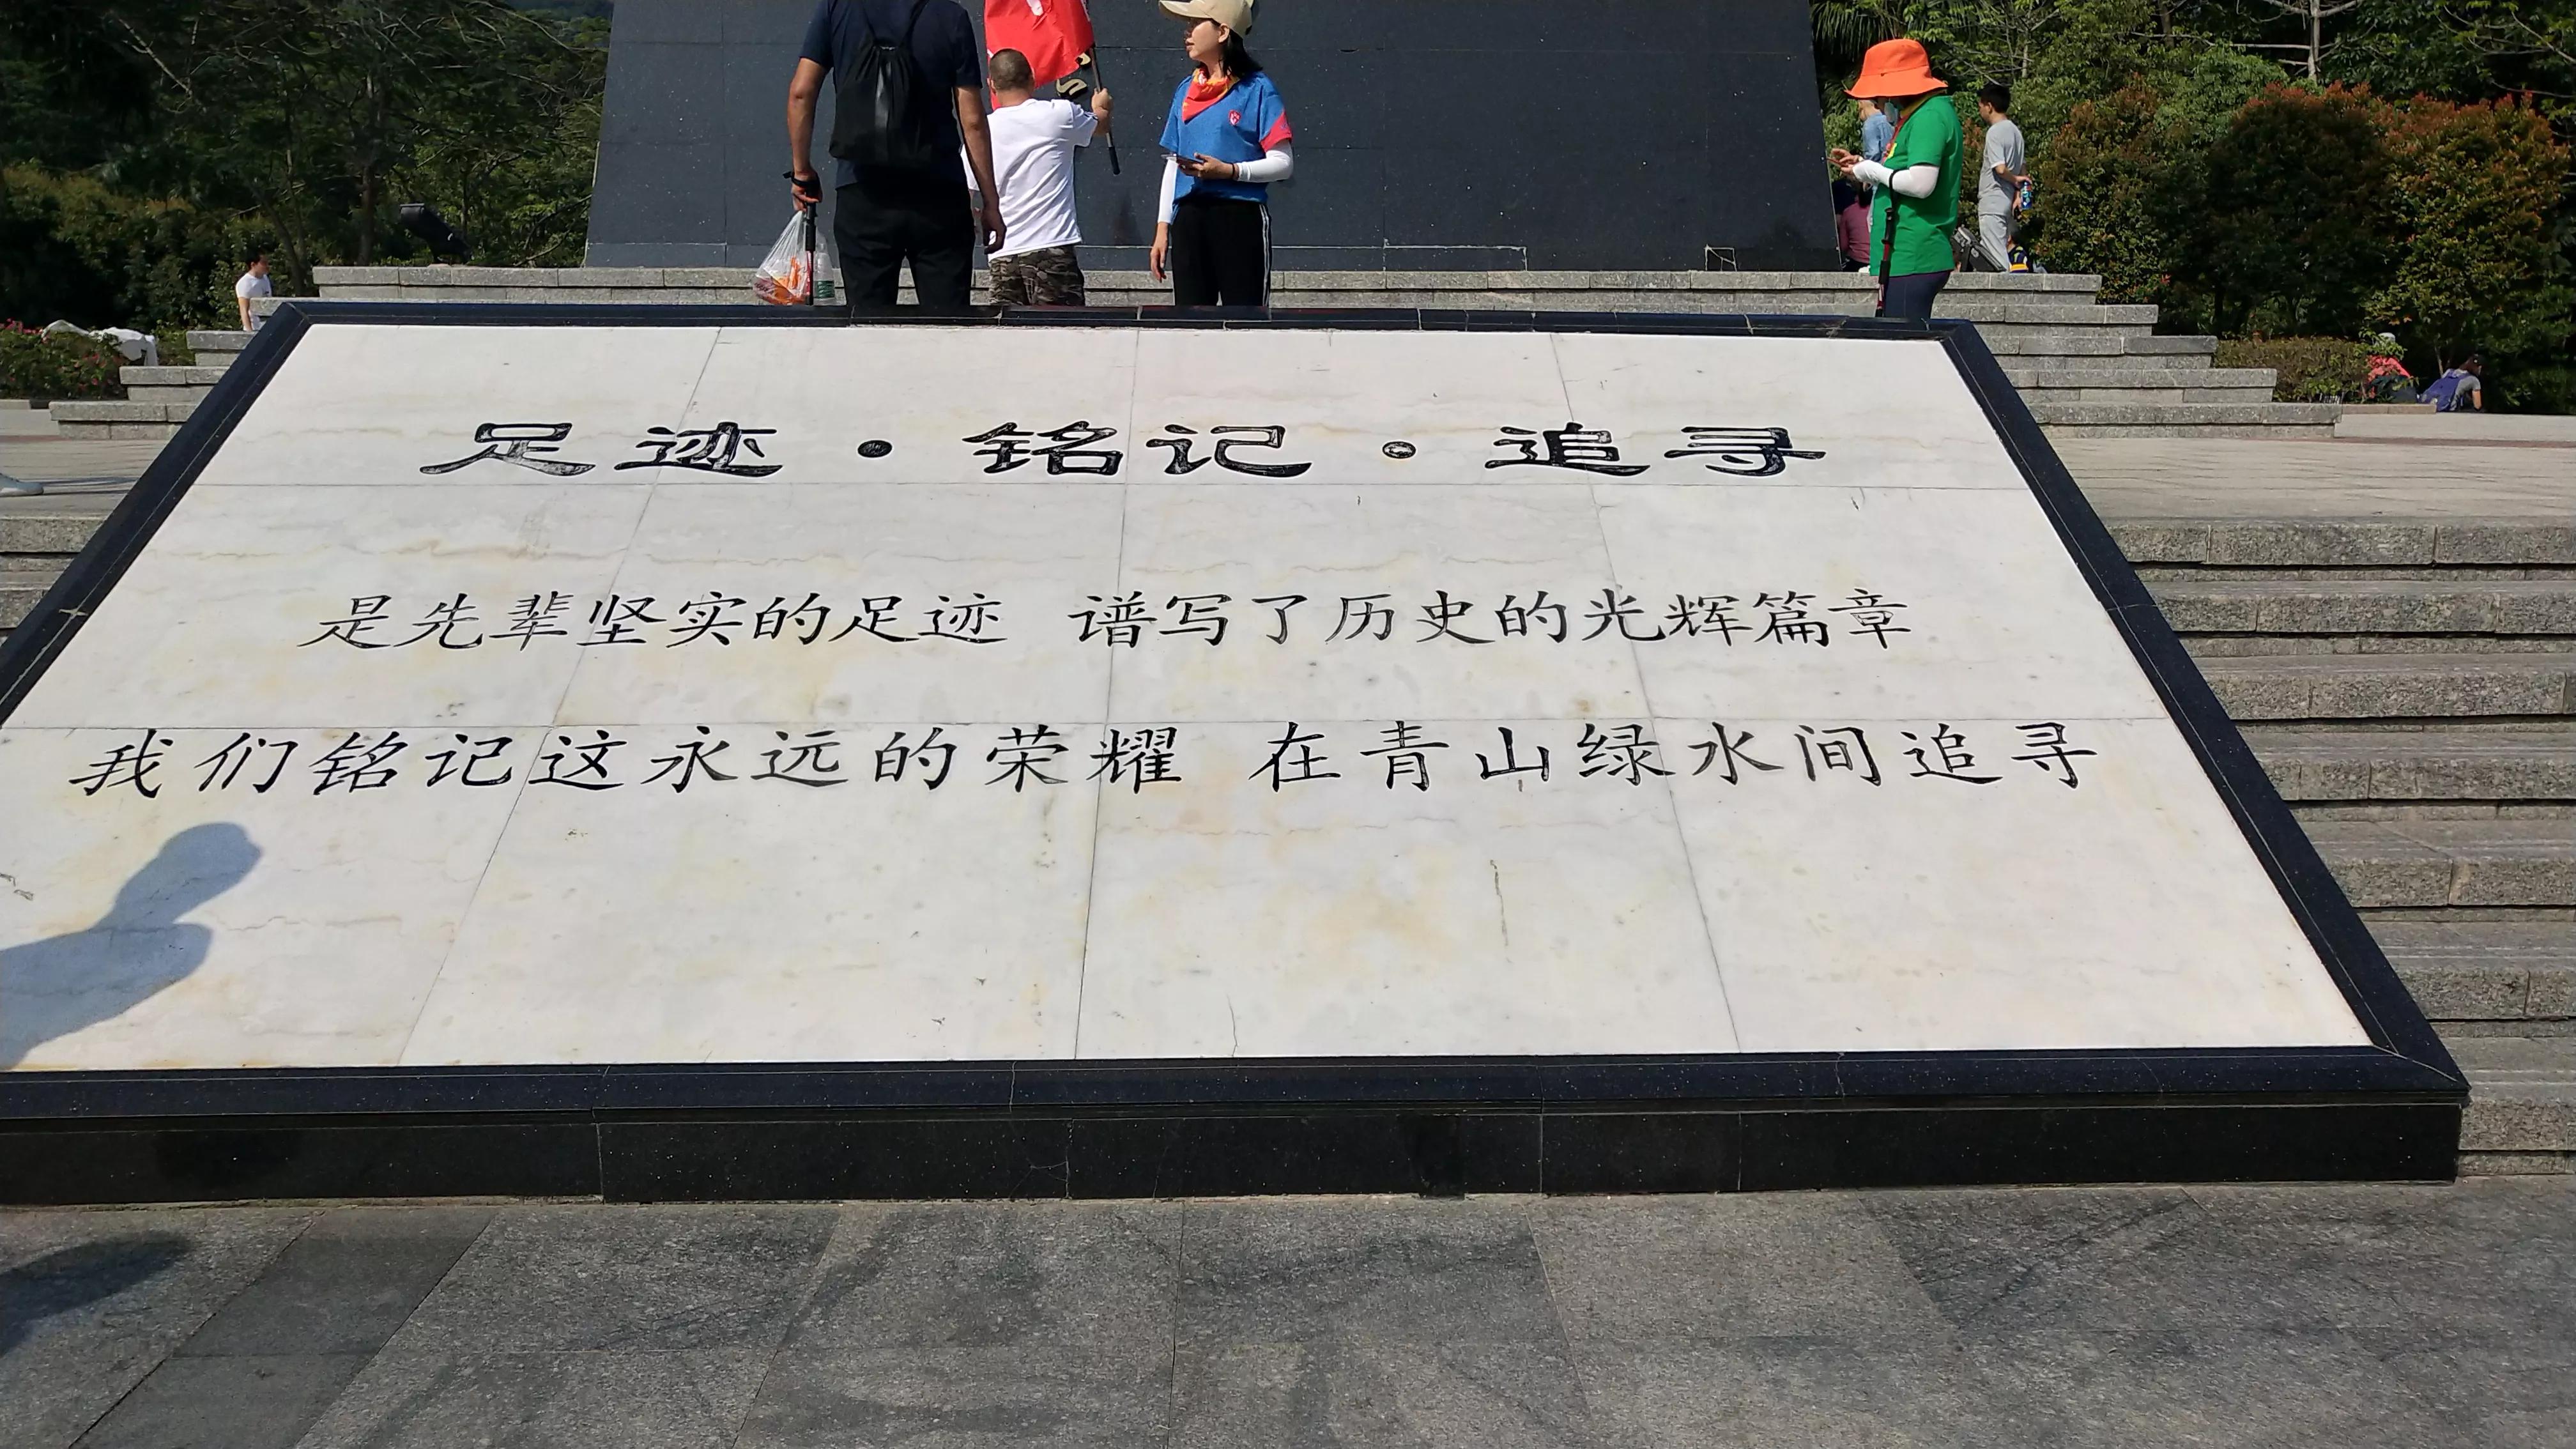 足迹·铭记·追寻
是先辈坚实的足迹 谱写了历史的光辉篇章
我们铭记这永远的荣耀 在青山绿水间追寻